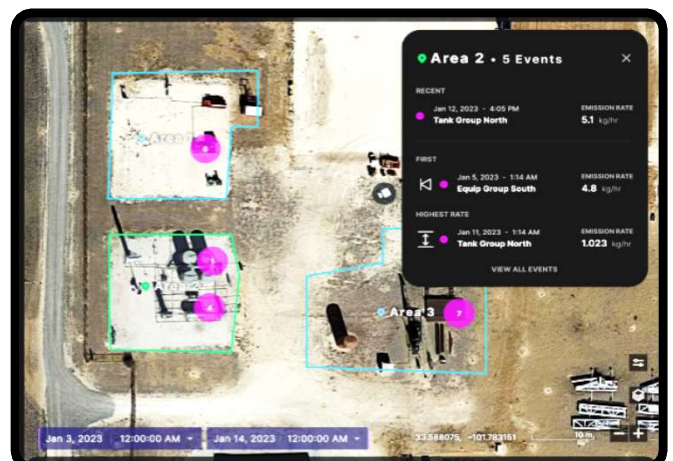 Area 2 • 5 Events
RECENT
Jan 12, 2023 - 4:05 PM
Tank Group North
EMISSION RATE
5.1 kg/hr
FIRST
Jan 5, 2023 - 1:14 AM
Equip Group South
EMISSION RATE
4.8 kg/hr
HIGHEST RATE
Jan 11, 2023 - 1:14 AM
Tank Group North
EMISSION RATE
1.023 kg/hr
VIEW ALL EVENTS
Area
Area 2
Area 3
7
Jan 3, 2023 12:00:00 AM
Jan 14, 2023 12:00:00 AM
33.588075, -101.783151
10 m